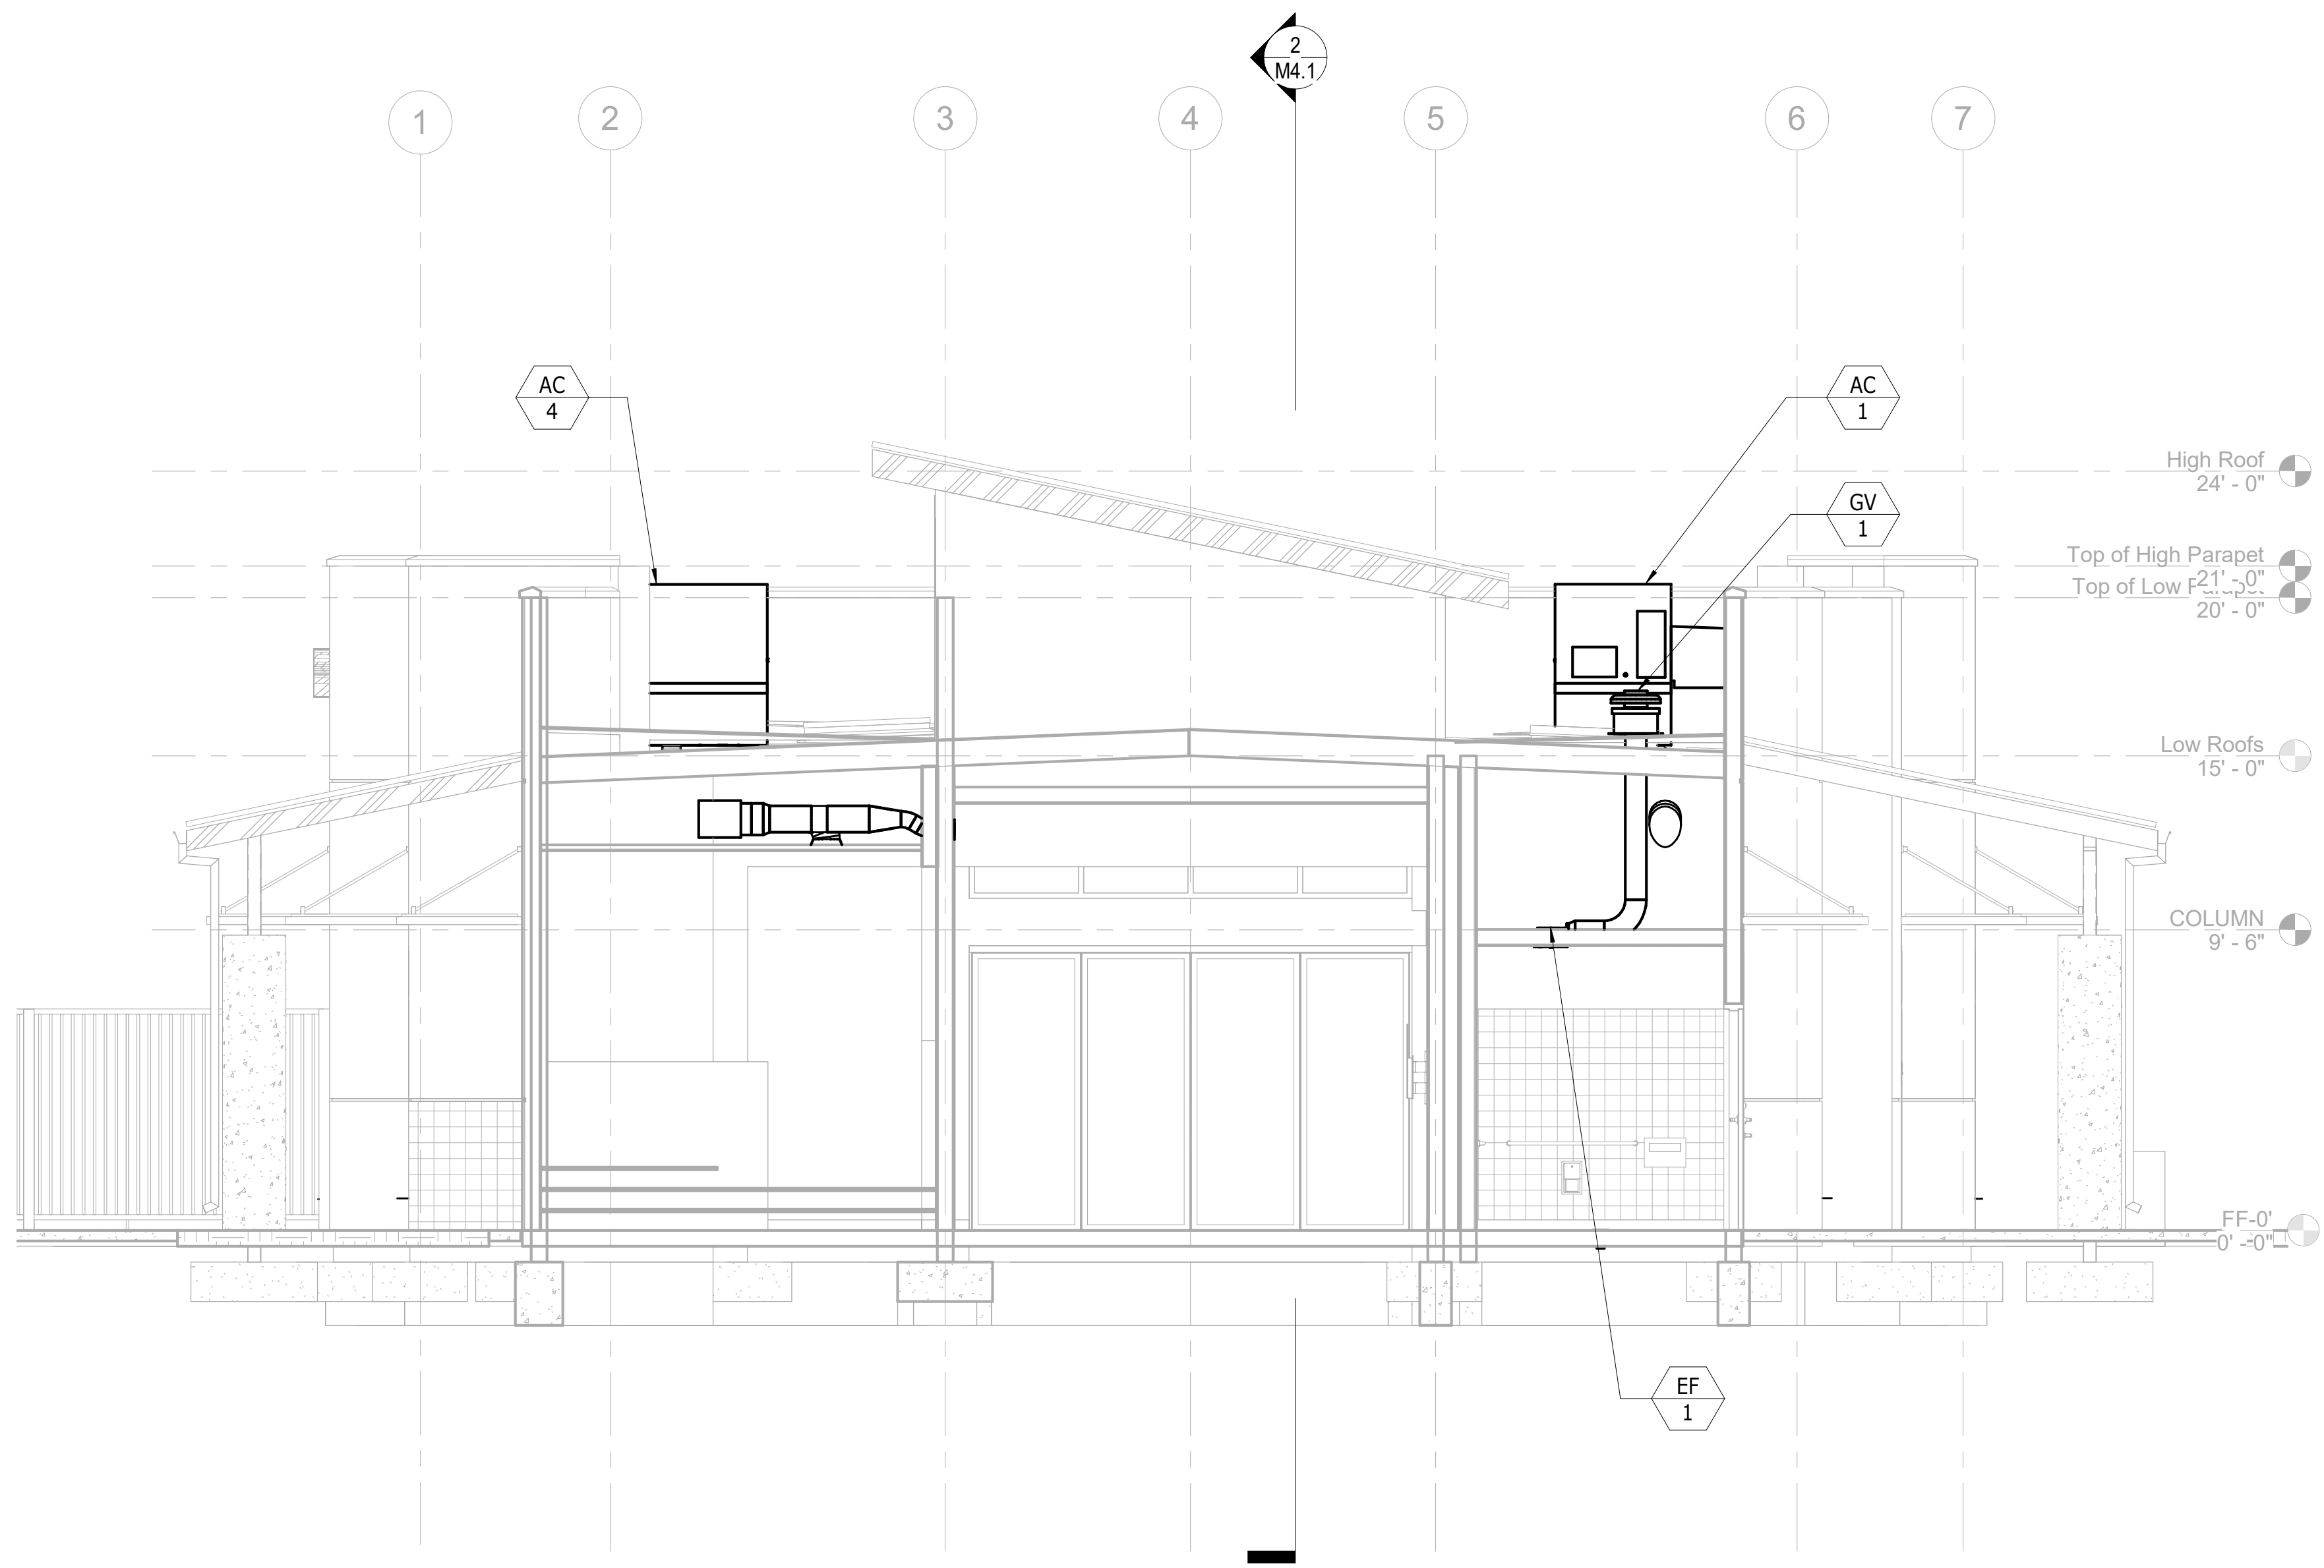 2
M4.1
1
2
3
4
5
6
7
AC
4
AC
1
High Roof
24' - 0"
GV
1
Top of High Parapet
21' - 0"
Top of Low Parapet
20' - 0"
Low Roofs
15' - 0"
COLUMN
9' - 6"
FF-0'
0' - 0"
EF
1